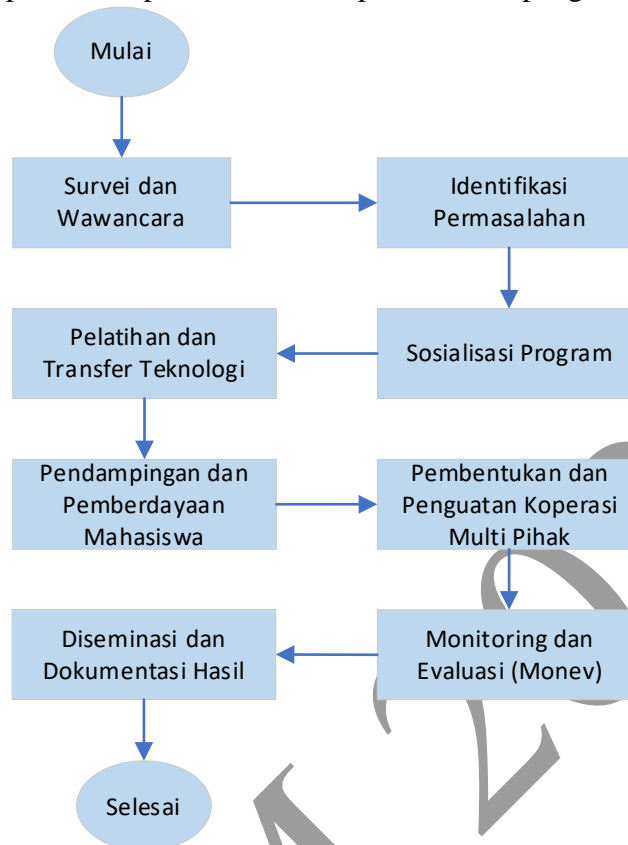 Mulai
Survei dan
Wawancara
Identifikasi
Permasalahan
Sosialisasi Program
Pelatihan dan
Transfer Teknologi
Pendampingan dan
Pemberdayaan
Mahasiswa
Pembentukan dan
Penguatan Koperasi
Multi Pihak
Monitoring dan
Evaluasi (Monev)
Diseminasi dan
Dokumentasi Hasil
Selesai